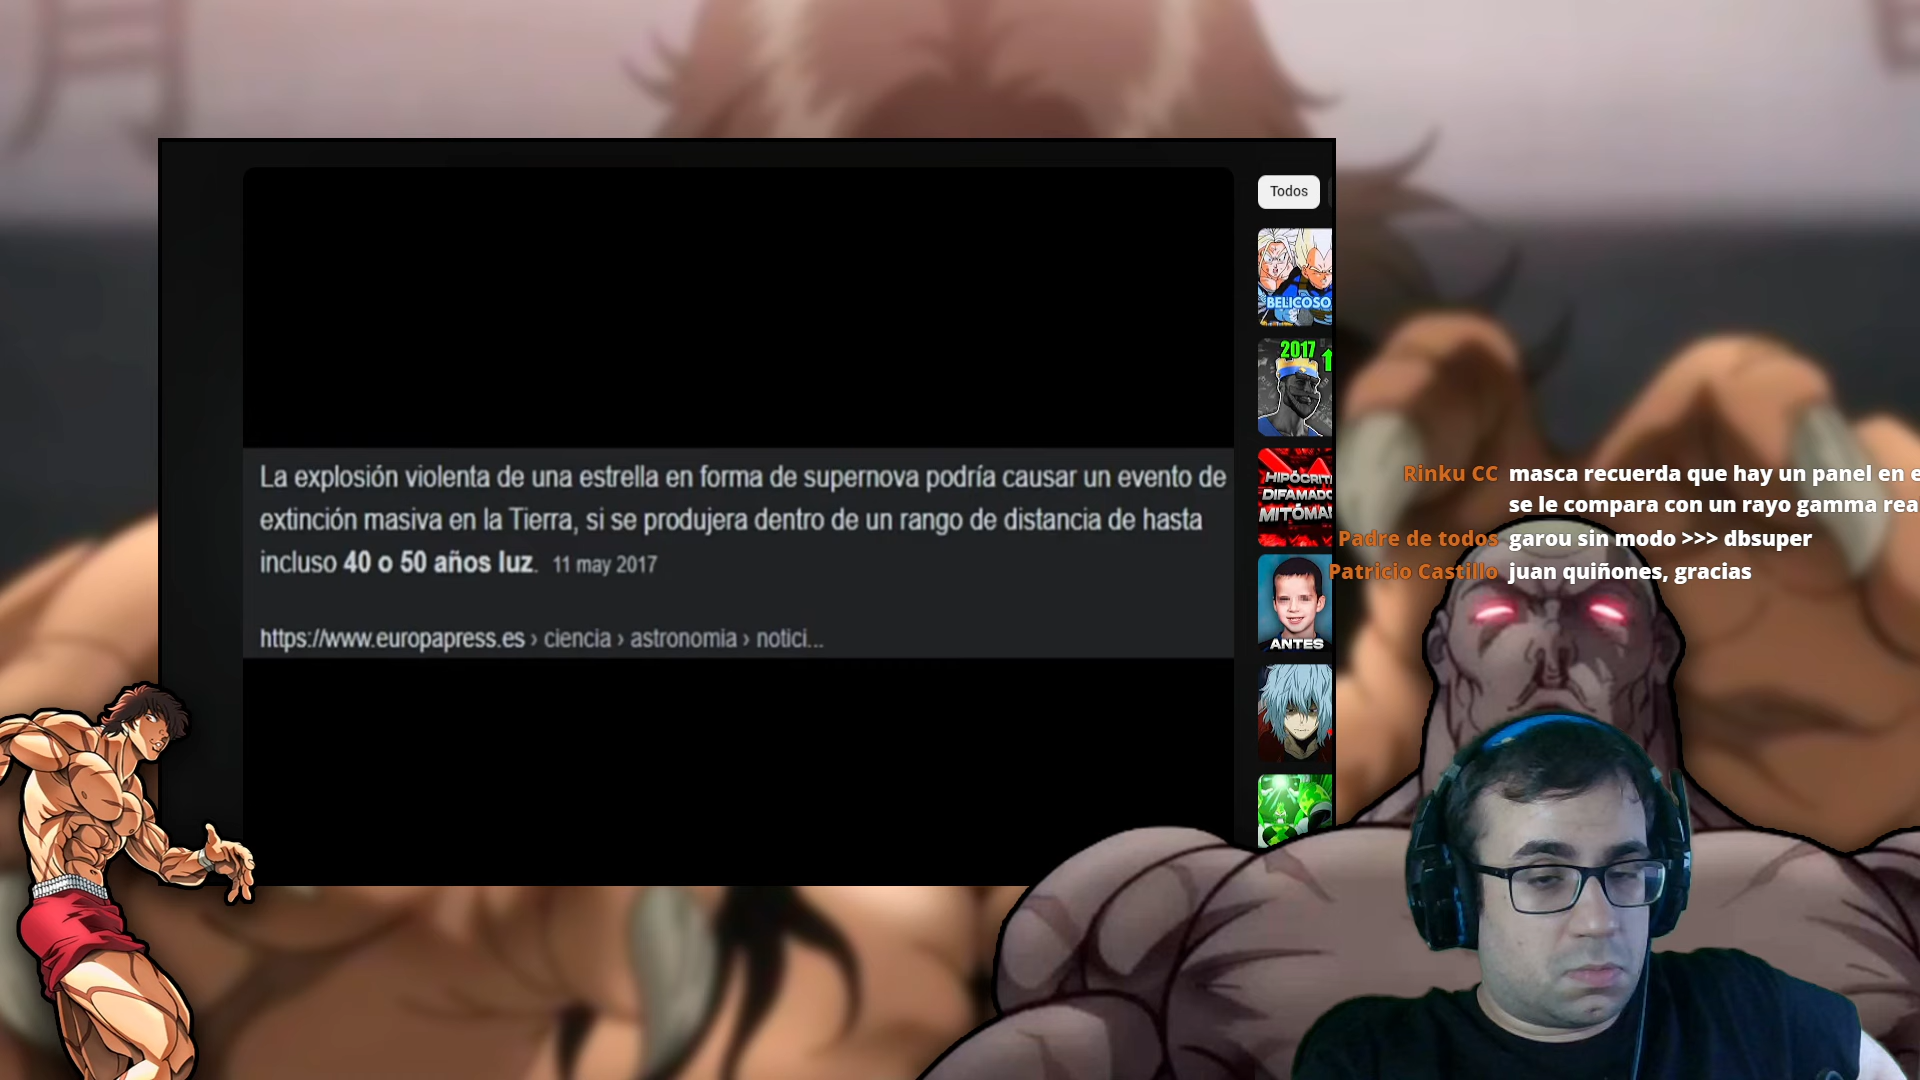 Todos
BELICOSO
2017
ANTES
La explosión violenta de una estrella en forma de supernova podría causar un evento de
extinción masiva en la Tierra, si se produjera dentro de un rango de distancia de hasta
incluso 40 o 50 años luz. 11 may 2017
https://www.europapress.es › ciencia › astronomia › notici...
Rinku CC masca recuerda que hay un panel en
se le compara con un rayo gamma
Padre de todos garou sin modo >>> dbsuper
Patricio Castillo juan quiñones, gracias